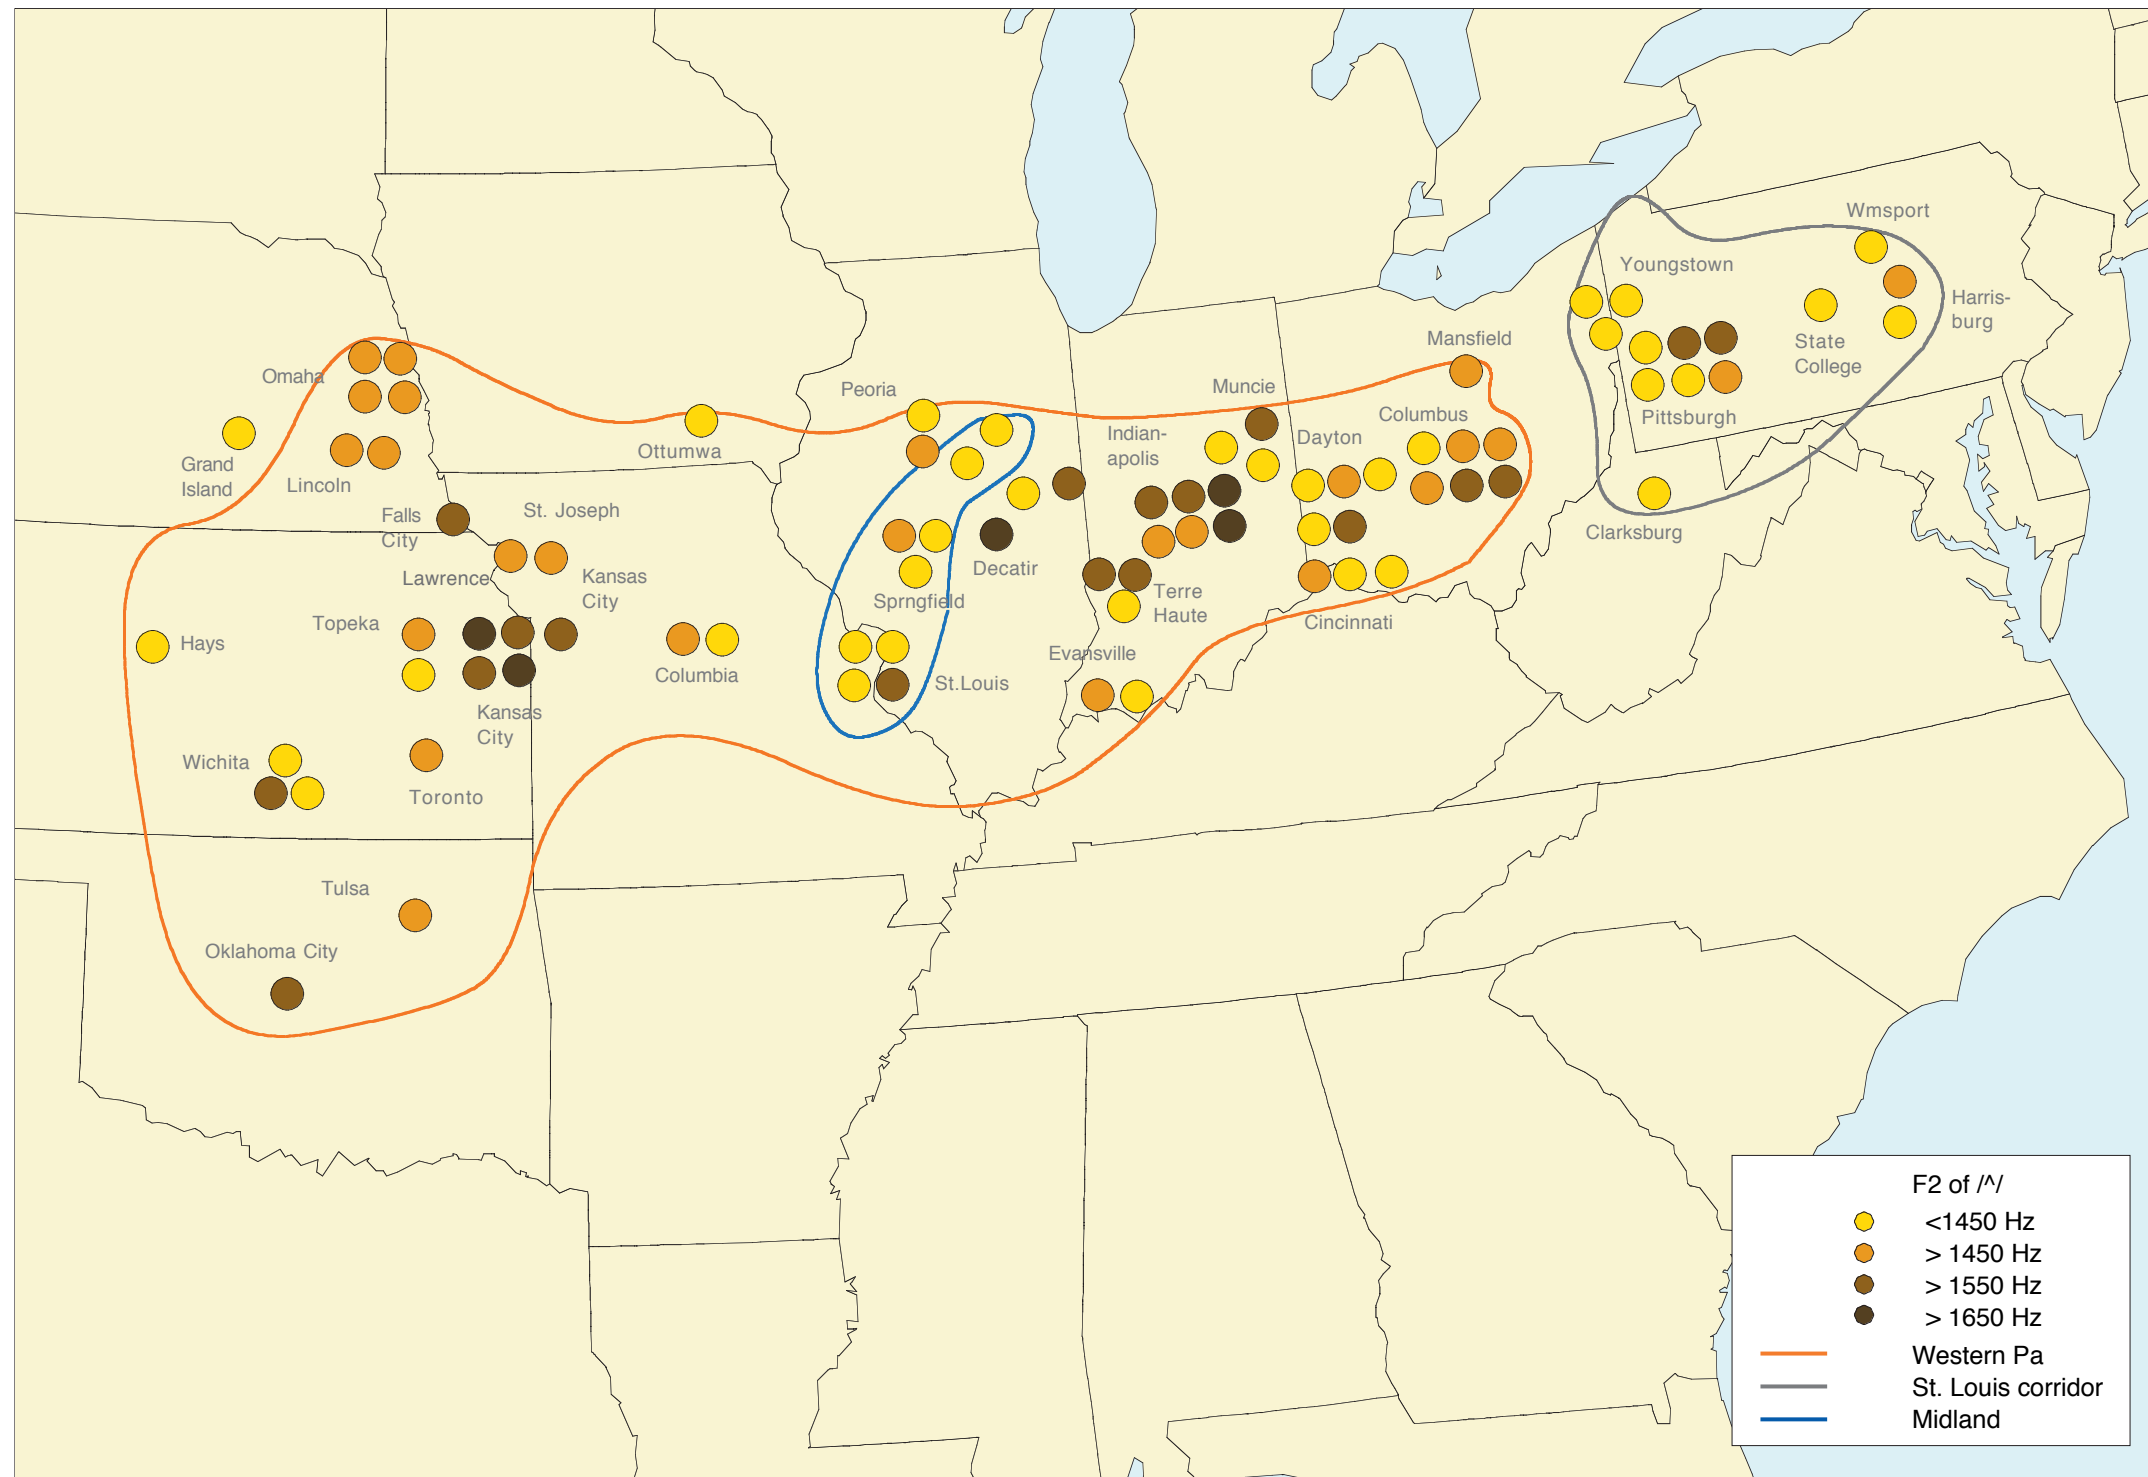 Wmsport
Youngstown
Harris-
burg
State
College
Mansfield
Pittsburgh
Omaha
Peoria
Muncie
Columbus
Indian-
apolis
Dayton
Ottumwa
Grand
Island
Lincoln
Falls
City
St. Joseph
Clarksburg
Lawrence
Kansas
City
Decatir
Sprngfield
Terre
Haute
Topeka
Cincinnati
Hays
Evansville
Columbia
St.Louis
Kansas
City
Wichita
Toronto
Tulsa
Oklahoma City
F2 of /^/
<1450 Hz
> 1450 Hz
> 1550 Hz
> 1650 Hz
Western Pa
St. Louis corridor
Midland